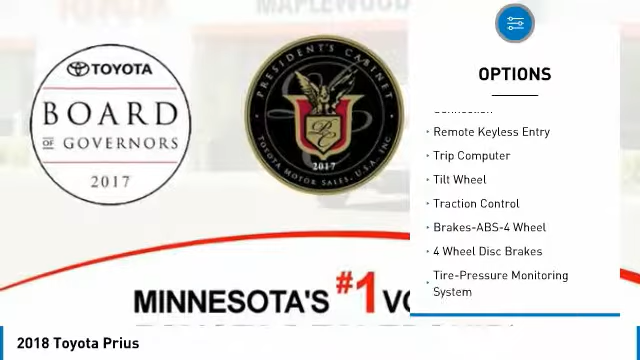 MAPLEWOOD
TOYOTA
BOARD
OF GOVERNORS
2017
PRESIDENT'S CABINET
2017
TOYOTA MOTOR SALES, U.S.A., INC.
OPTIONS
Connection
Remote Keyless Entry
Trip Computer
Tilt Wheel
Traction Control
Brakes-ABS-4 Wheel
4 Wheel Disc Brakes
Tire-Pressure Monitoring
System
MINNESOTA'S #1 VO
2018 Toyota Prius